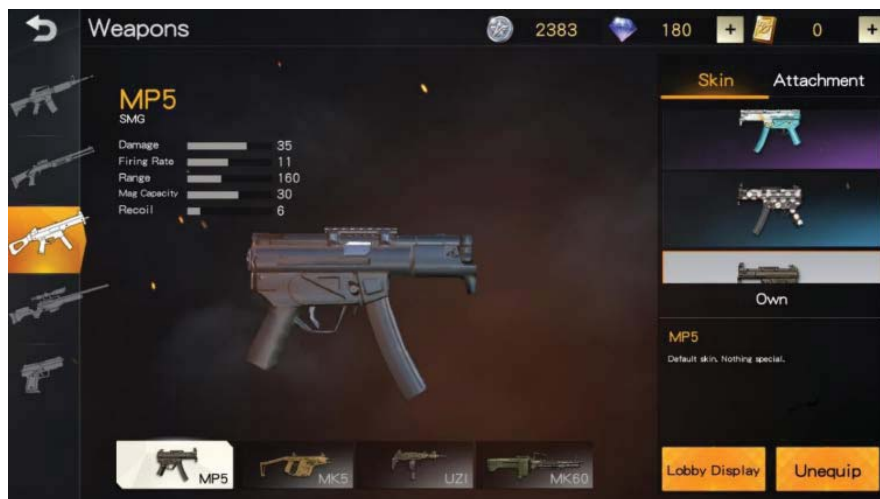 Weapons
2383
180
+
0
+
MP5
SMG
Damage 35
Firing Rate 11
Range 160
Mag Capacity 30
Recoil 6
Skin Attachment
Own
MP5
Default skin. Nothing special.
Lobby Display Unequip
MP5 MK5 UZI MK60